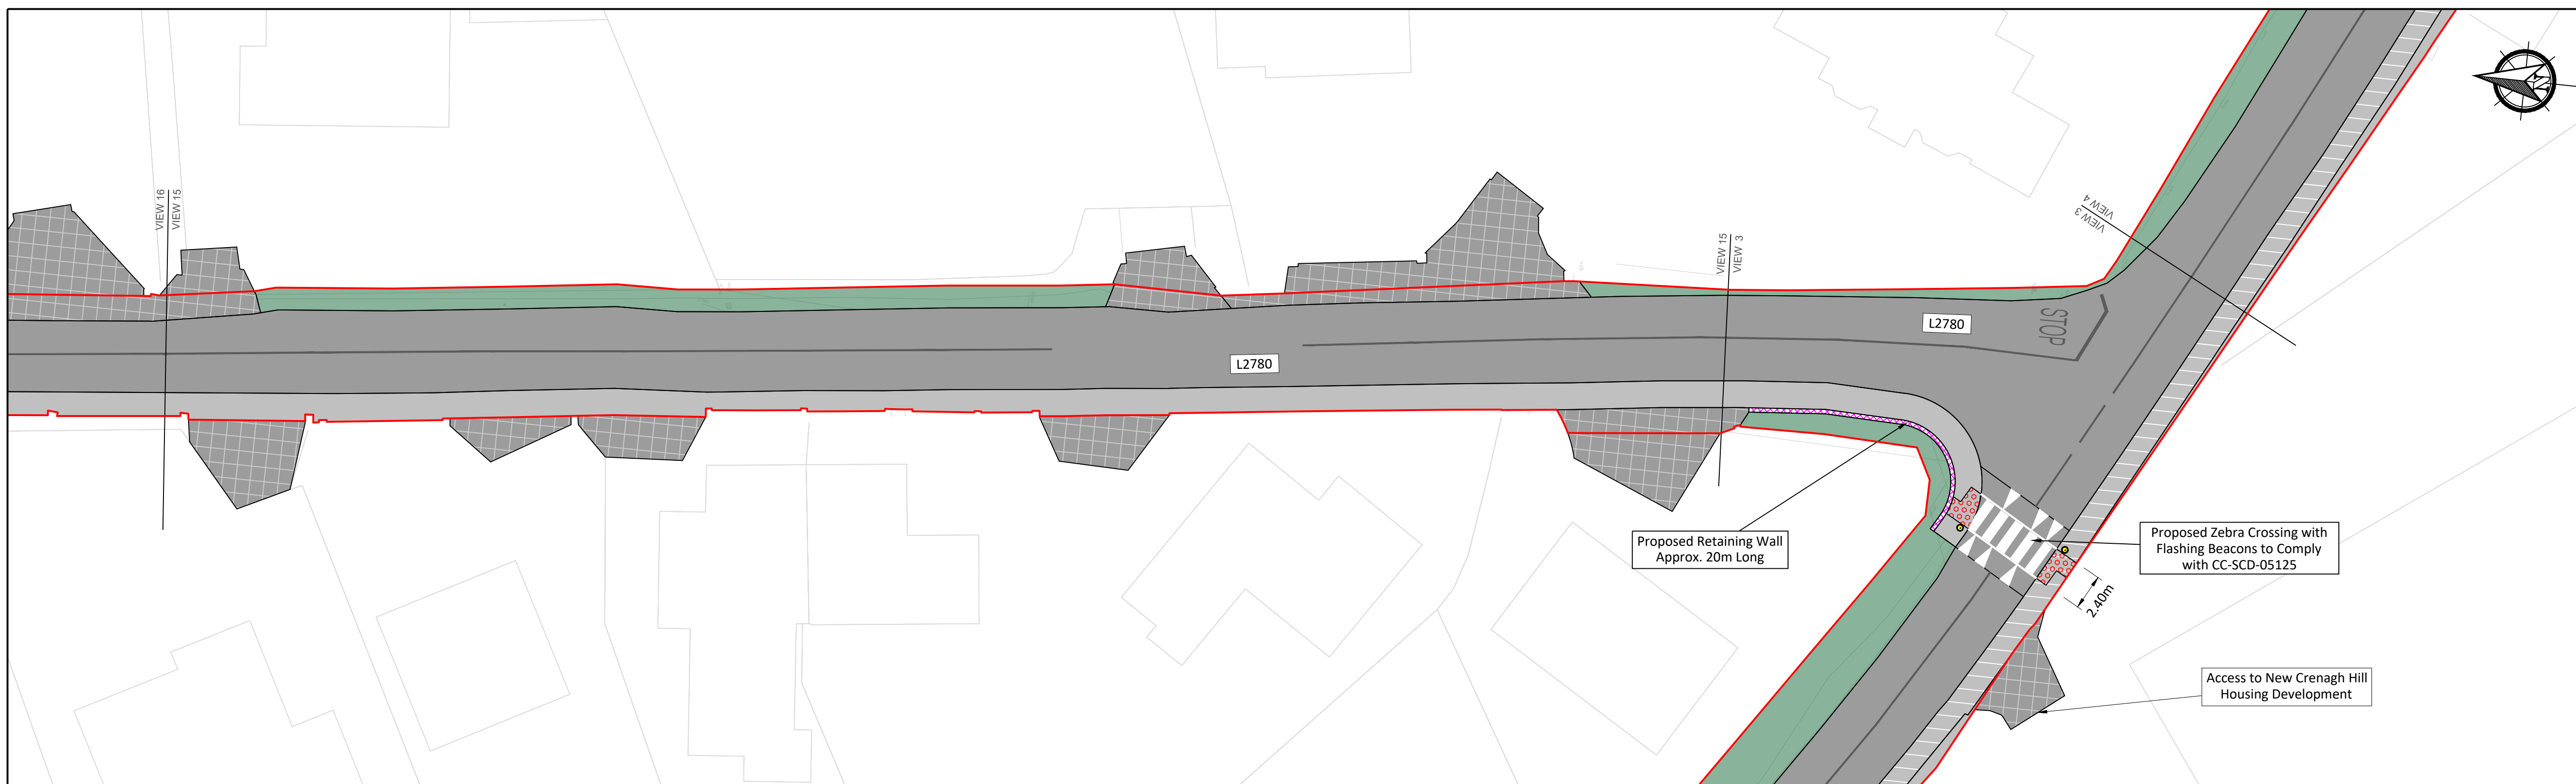 VIEW 16
VIEW 15
VIEW 15
VIEW 3
VIEW 4
VIEW 3
N
STOP
L2780
L2780
Proposed Retaining Wall
Approx. 20m Long
Proposed Zebra Crossing with
Flashing Beacons to Comply
with CC-SCD-05125
2.40m
Access to New Crenagh Hill
Housing Development